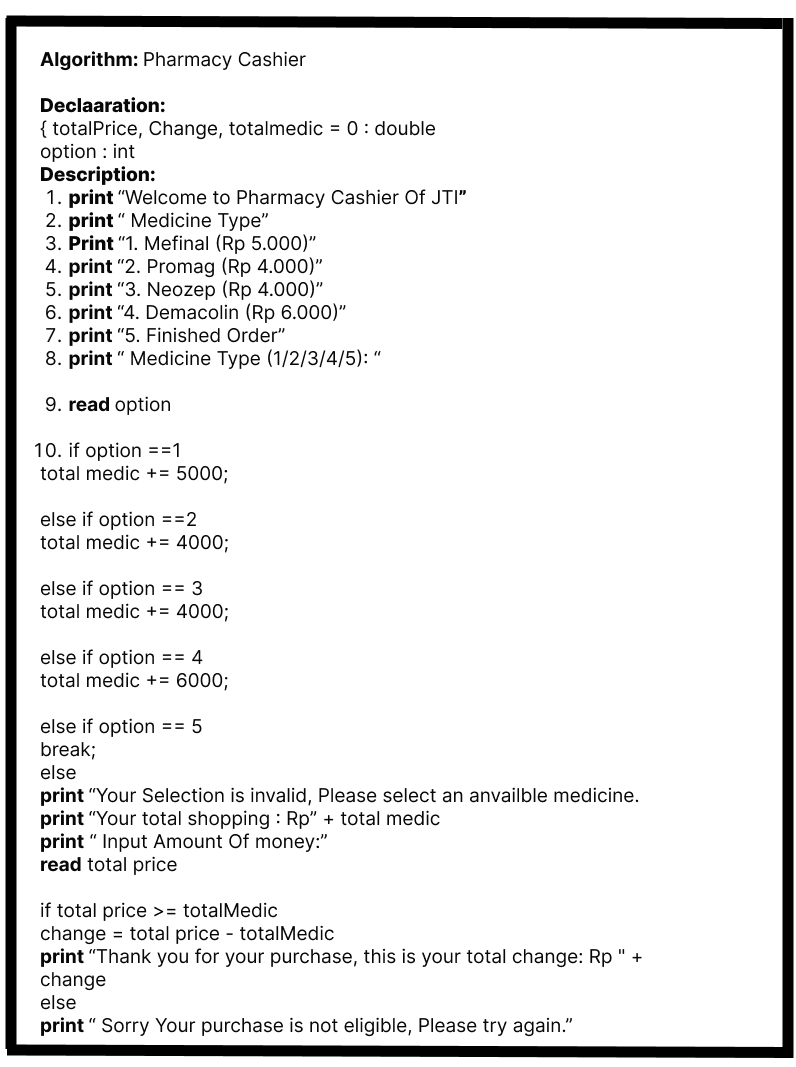 Algorithm: Pharmacy Cashier
Declaaration:
{ totalPrice, Change, totalmedic = 0 : double
option : int
Description:
1. print “Welcome to Pharmacy Cashier Of JTI”
2. print “ Medicine Type”
3. Print “1. Mefinal (Rp 5.000)”
4. print “2. Promag (Rp 4.000)”
5. print “3. Neozep (Rp 4.000)”
6. print “4. Demacolin (Rp 6.000)”
7. print “5. Finished Order”
8. print “ Medicine Type (1/2/3/4/5): “
9. read option
10. if option ==1
total medic += 5000;
else if option ==2
total medic += 4000;
else if option == 3
total medic += 4000;
else if option == 4
total medic += 6000;
else if option == 5
break;
else
print “Your Selection is invalid, Please select an anvailble medicine.
print “Your total shopping : Rp” + total medic
print “ Input Amount Of money:”
read total price
if total price >= totalMedic
change = total price - totalMedic
print “Thank you for your purchase, this is your total change: Rp " +
change
else
print “ Sorry Your purchase is not eligible, Please try again.”